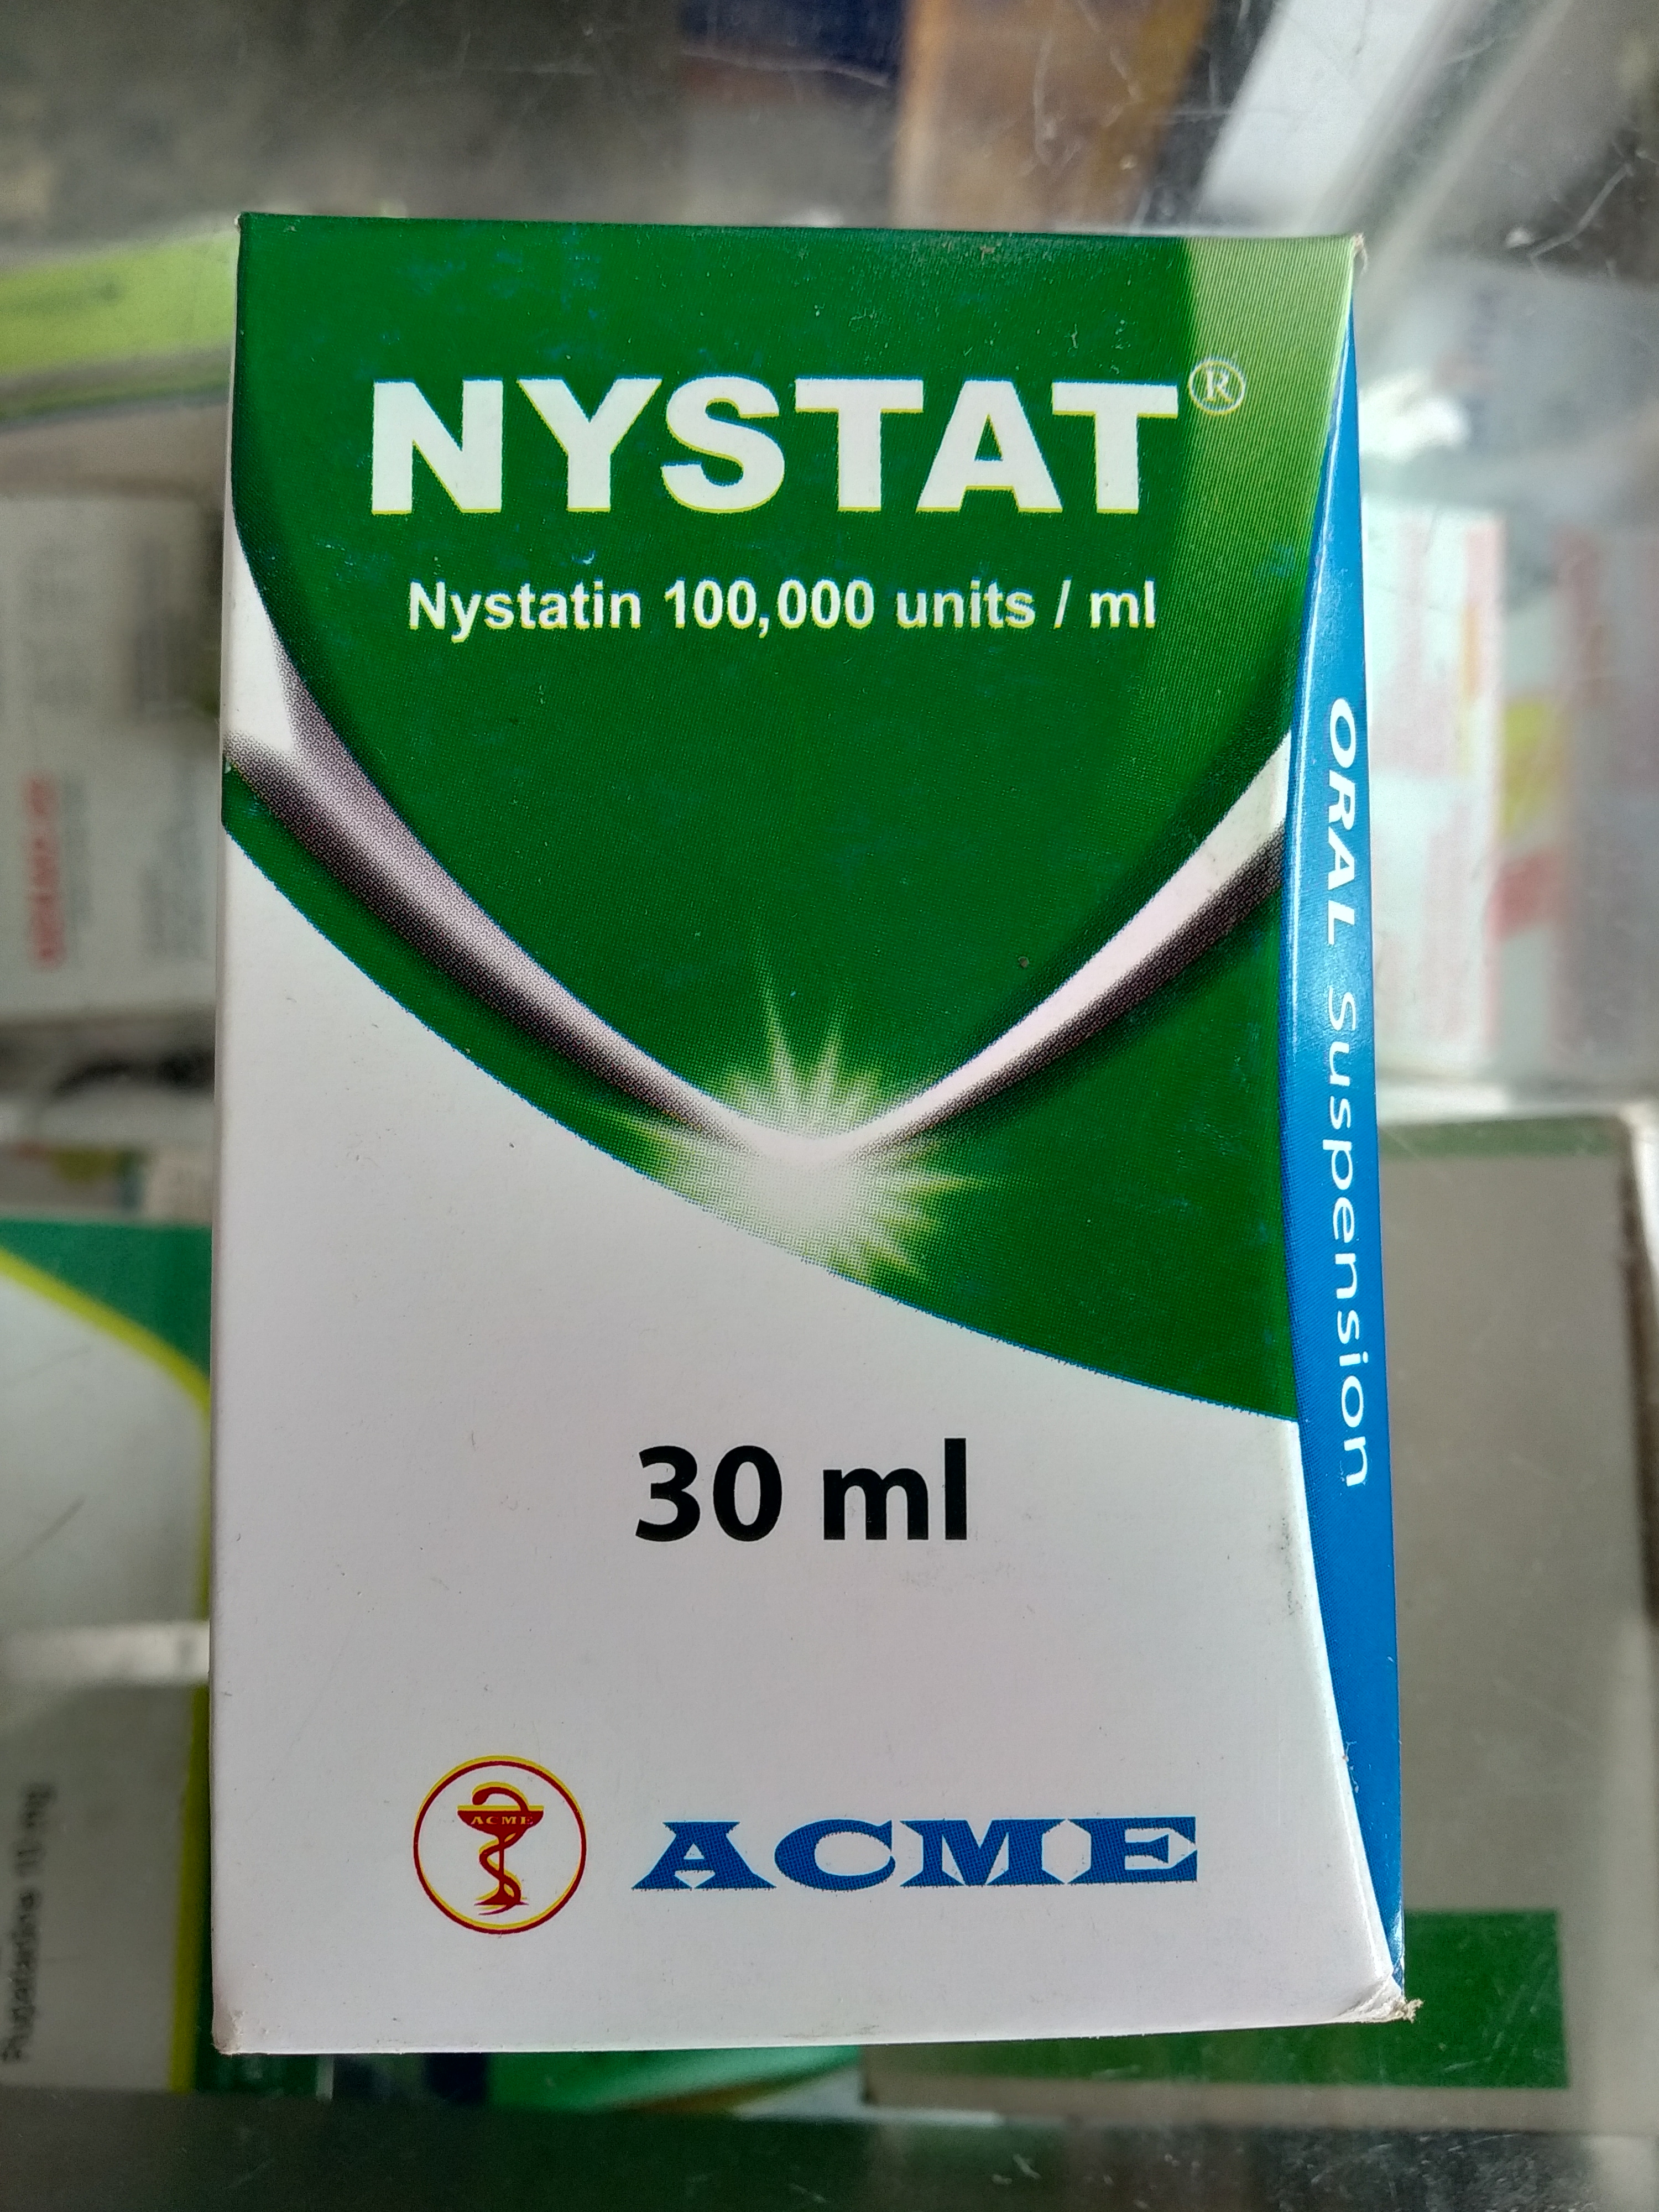 NYSTAT®
Nystatin 100,000 units / ml
ORAL Suspension
30 ml
ACME
ACME